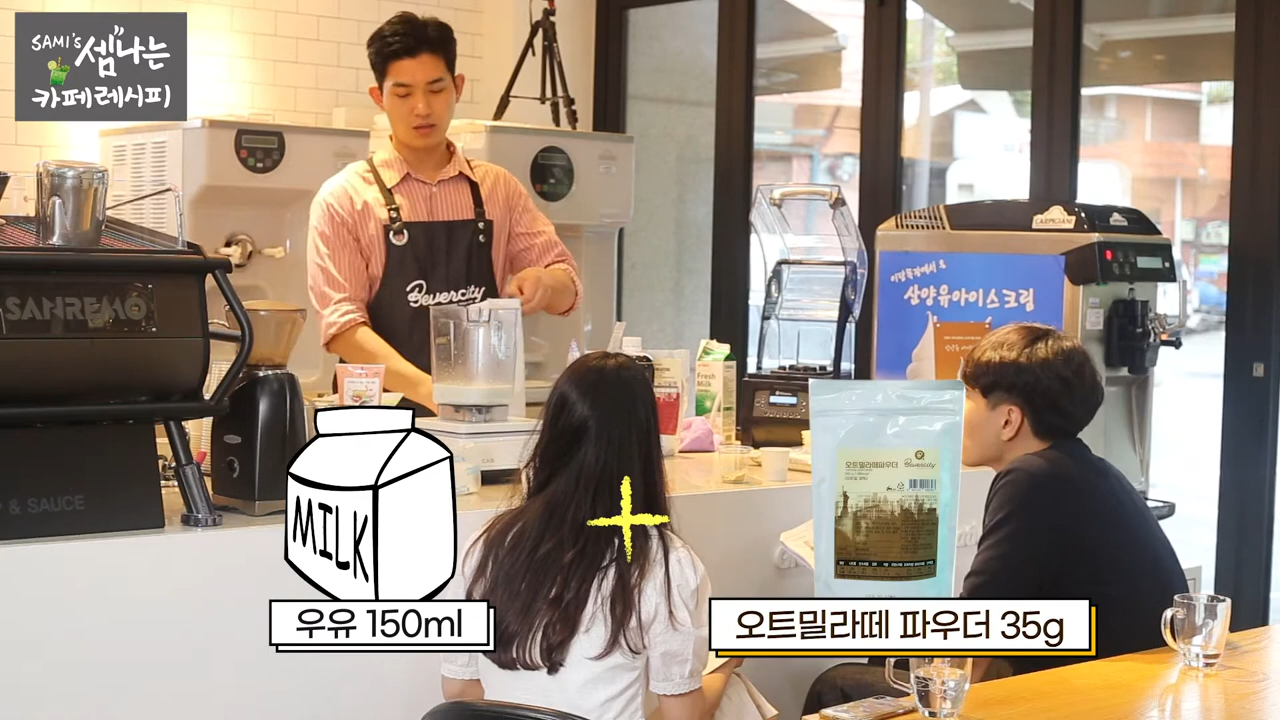 SAMI's 셈나는
카페레시피
SANREMO
& SAUCE
Bevercity
Fresh
Milk
CARPIGIANI
산양유아이스크림
MILK
오트밀라떼파우더
Bevercity
우유 150ml
오트밀라떼 파우더 35g